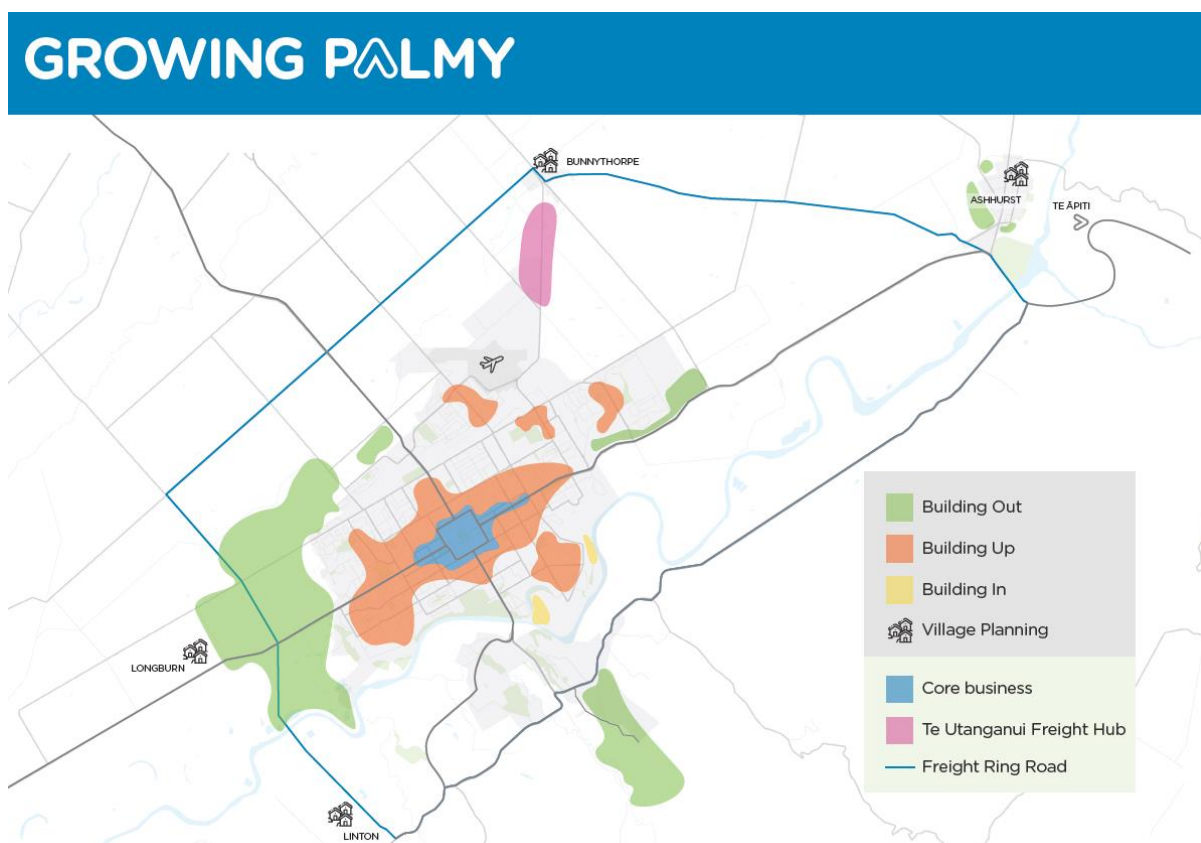 GROWING PALMY
BUNNYTHORPE
ASHHURST
TE ĀPITI
LONGBURN
LINTON
Building Out
Building Up
Building In
Village Planning
Core business
Te Utanganui Freight Hub
Freight Ring Road